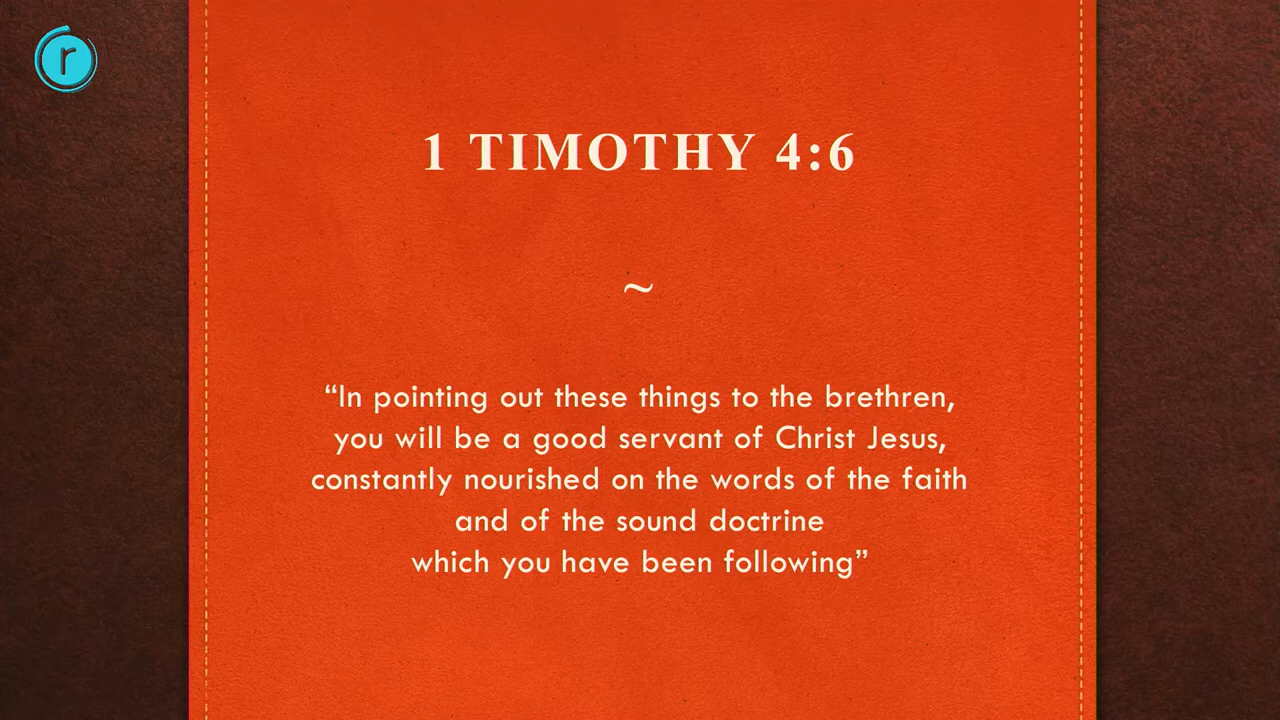 r
1 TIMOTHY 4:6
~
“In pointing out these things to the brethren,
you will be a good servant of Christ Jesus,
constantly nourished on the words of the faith
and of the sound doctrine
which you have been following”